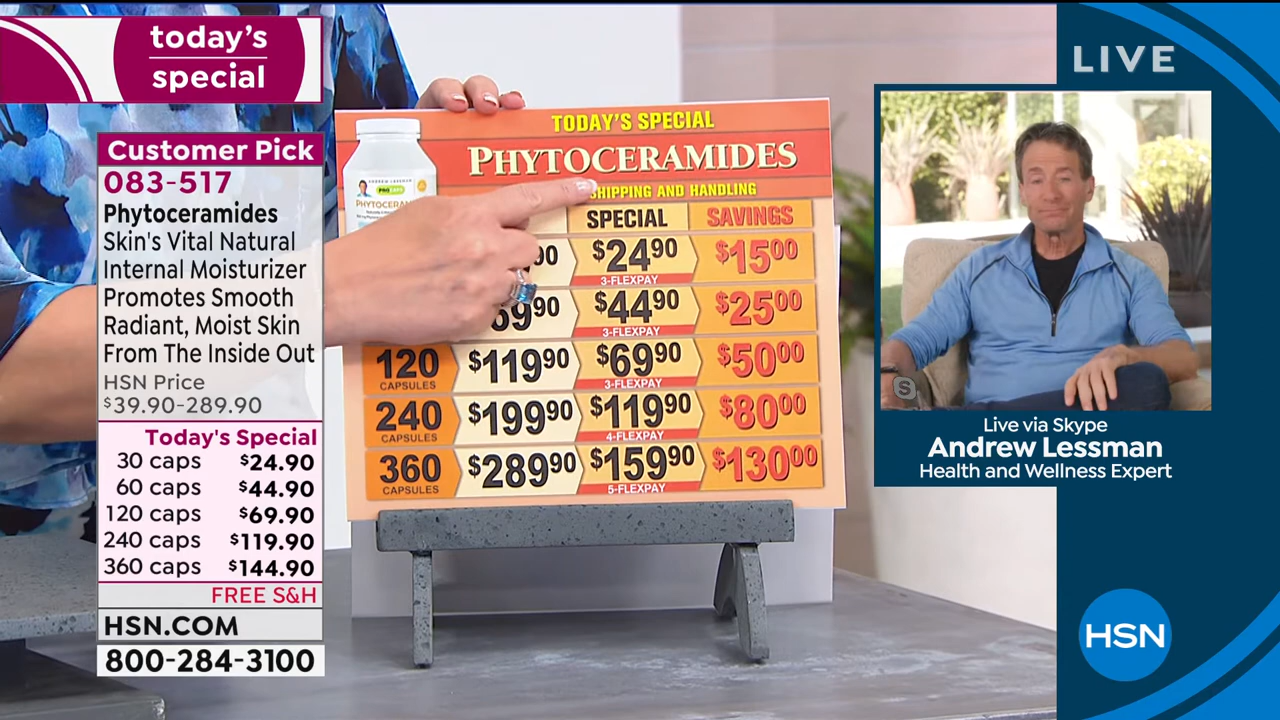 today's
special
Customer Pick
083-517
Phytoceramides
Skin's Vital Natural
Internal Moisturizer
Promotes Smooth
Radiant, Moist Skin
From The Inside Out
HSN Price
$39.90-289.90
Today's Special
30 caps $24.90
60 caps $44.90
120 caps $69.90
240 caps $119.90
360 caps $144.90
FREE S&H
HSN.COM
800-284-3100
TODAY'S SPECIAL
PHYTOCERAMIDES
SHIPPING AND HANDLING
ANDREW LESSMAN
PHYTOCERAM
SPECIAL SAVINGS
90 $24.90 $15.00
3-FLEXPAY
69.90 $44.90 $25.00
3-FLEXPAY
120 $119.90 $69.90 $50.00
CAPSULES 3-FLEXPAY
240 $199.90 $119.90 $80.00
CAPSULES 4-FLEXPAY
360 $289.90 $159.90 $130.00
CAPSULES 5-FLEXPAY
LIVE
S
Live via Skype
Andrew Lessman
Health and Wellness Expert
HSN